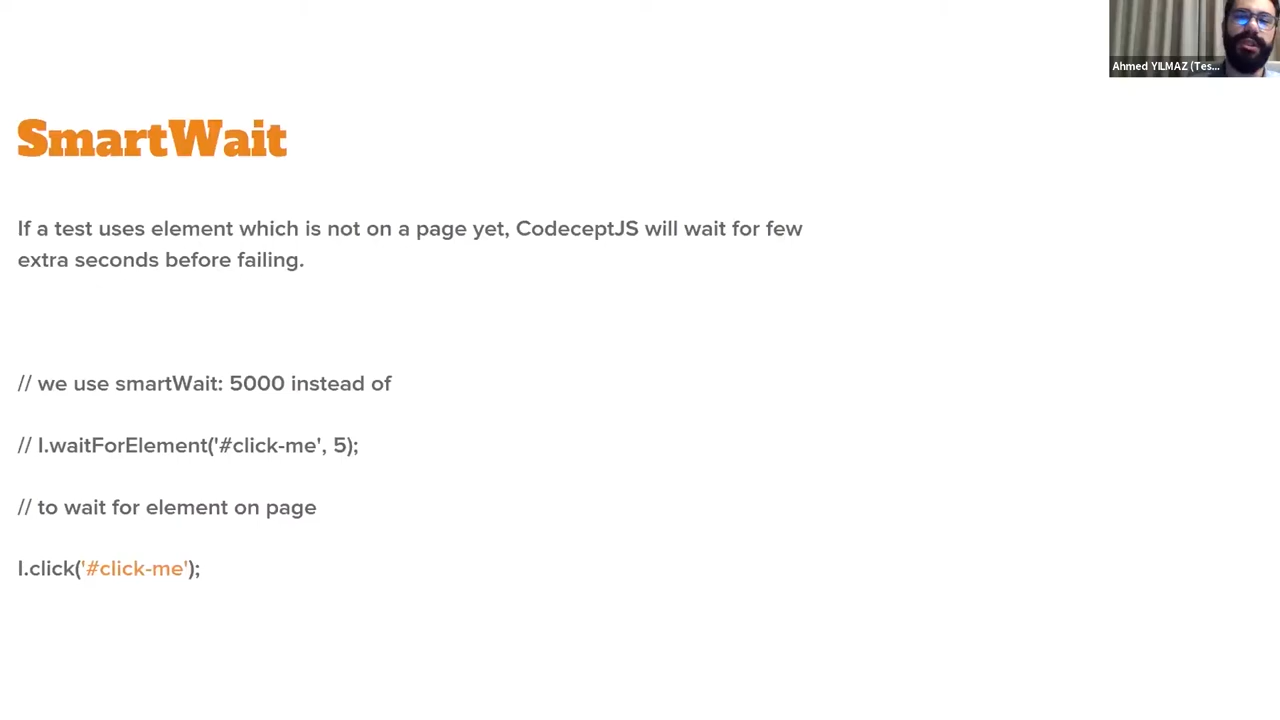 Ahmed YILMAZ (Tes...
SmartWait
If a test uses element which is not on a page yet, CodeceptJS will wait for few
extra seconds before failing.
// we use smartWait: 5000 instead of
// I.waitForElement('#click-me', 5);
// to wait for element on page
I.click('#click-me');